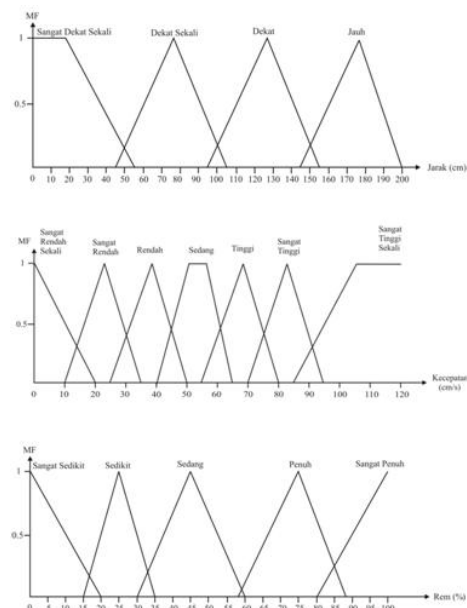 MF
Sangat Dekat Sekali Dekat Sekali Dekat Jauh
1
0.5
0 10 20 30 40 50 60 70 80 90 100 110 120 130 140 150 160 170 180 190 200 Jarak (cm)
MF
Sangat Rendah Sekali
Sangat Rendah
Rendah
Sedang
Tinggi
Sangat Tinggi
Sangat Tinggi Sekali
1
0.5
0 10 20 30 40 50 60 70 80 90 100 110 120
Kecepatan
(cm/s)
MF
Sangat Sedikit Sedikit Sedang Penuh Sangat Penuh
1
0.5
0 5 10 15 20 25 30 35 40 45 50 55 60 65 70 75 80 85 90 95 100 Rem (%)